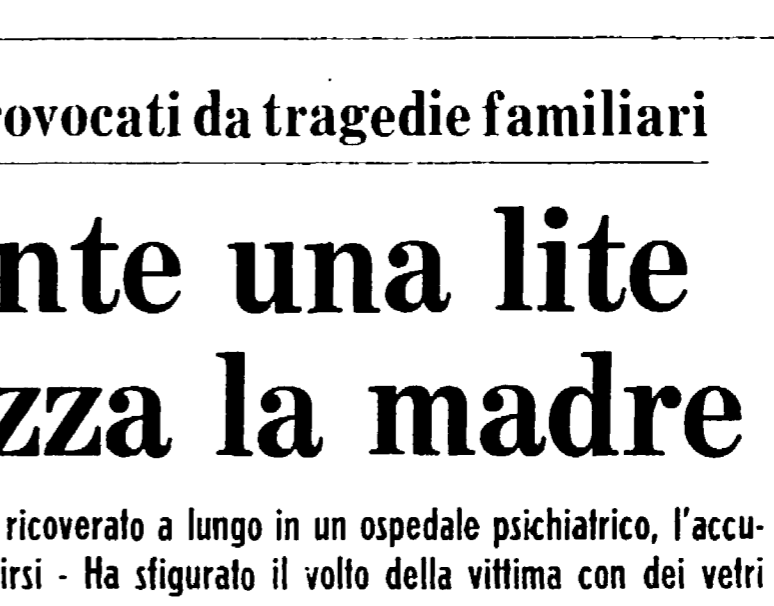 rovocati da tragedie familiari
nte una lite
zza la madre
ricoverato a lungo in un ospedale psichiatrico, l'accu-
irsi - Ha sfigurato il volto della vittima con dei vetri